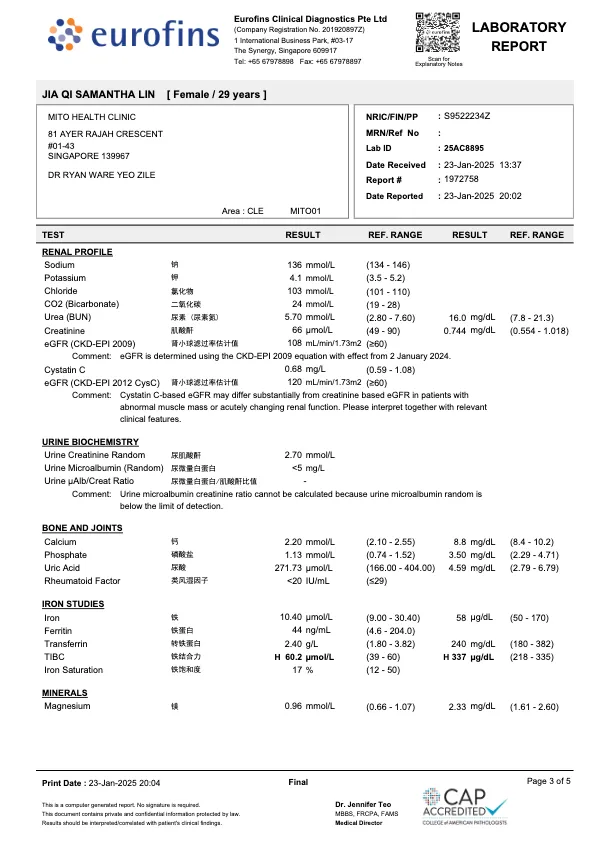 eurofins
Eurofins Clinical Diagnostics Pte Ltd
(Company Registration No. 201920897Z)
1 International Business Park, #03-17
The Synergy, Singapore 609917
Tel: +65 67978898 Fax: +65 67978897
Scan for
Explanatory Notes
LABORATORY
REPORT
JIA QI SAMANTHA LIN [ Female / 29 years ]
MITO HEALTH CLINIC
81 AYER RAJAH CRESCENT
#01-43
SINGAPORE 139967
DR RYAN WARE YEO ZILE
Area : CLE MITO01
NRIC/FIN/PP : S9522234Z
MRN/Ref No :
Lab ID : 25AC8895
Date Received : 23-Jan-2025 13:37
Report # : 1972758
Date Reported : 23-Jan-2025 20:02
TEST RESULT REF. RANGE RESULT REF. RANGE
RENAL PROFILE
Sodium 钠 136 mmol/L (134 - 146)
Potassium 钾 4.1 mmol/L (3.5 - 5.2)
Chloride 氯化物 103 mmol/L (101 - 110)
CO2 (Bicarbonate) 二氧化碳 24 mmol/L (19 - 28)
Urea (BUN) 尿素 (尿素氮) 5.70 mmol/L (2.80 - 7.60) 16.0 mg/dL (7.8 - 21.3)
Creatinine 肌酸酐 66 µmol/L (49 - 90) 0.744 mg/dL (0.554 - 1.018)
eGFR (CKD-EPI 2009) 肾小球滤过率估计值 108 mL/min/1.73m2 (≥60)
Comment: eGFR is determined using the CKD-EPI 2009 equation with effect from 2 January 2024.
Cystatin C 0.68 mg/L (0.59 - 1.08)
eGFR (CKD-EPI 2012 CysC) 肾小球滤过率估计值 120 mL/min/1.73m2 (≥60)
Comment: Cystatin C-based eGFR may differ substantially from creatinine based eGFR in patients with
abnormal muscle mass or acutely changing renal function. Please interpret together with relevant
clinical features.
URINE BIOCHEMISTRY
Urine Creatinine Random 尿肌酸酐 2.70 mmol/L
Urine Microalbumin (Random) 尿微量白蛋白 <5 mg/L
Urine µAlb/Creat Ratio 尿微量白蛋白/肌酸酐比值 -
Comment: Urine microalbumin creatinine ratio cannot be calculated because urine microalbumin random is
below the limit of detection.
BONE AND JOINTS
Calcium 钙 2.20 mmol/L (2.10 - 2.55) 8.8 mg/dL (8.4 - 10.2)
Phosphate 磷酸盐 1.13 mmol/L (0.74 - 1.52) 3.50 mg/dL (2.29 - 4.71)
Uric Acid 尿酸 271.73 µmol/L (166.00 - 404.00) 4.59 mg/dL (2.79 - 6.79)
Rheumatoid Factor 类风湿因子 <20 IU/mL (≤29)
IRON STUDIES
Iron 铁 10.40 µmol/L (9.00 - 30.40) 58 µg/dL (50 - 170)
Ferritin 铁蛋白 44 ng/mL (4.6 - 204.0)
Transferrin 转铁蛋白 2.40 g/L (1.80 - 3.82) 240 mg/dL (180 - 382)
TIBC 铁结合力 H 60.2 µmol/L (39 - 60) H 337 µg/dL (218 - 335)
Iron Saturation 铁饱和度 17 % (12 - 50)
MINERALS
Magnesium 镁 0.96 mmol/L (0.66 - 1.07) 2.33 mg/dL (1.61 - 2.60)
Print Date : 23-Jan-2025 20:04 Final Page 3 of 5
This is a computer generated report. No signature is required.
This document contains private and confidential information protected by law.
Results should be interpreted/correlated with patient's clinical findings.
Dr. Jennifer Teo
MBBS, FRCPA, FAMS
Medical Director
CAP
ACCREDITED
COLLEGE of AMERICAN PATHOLOGISTS